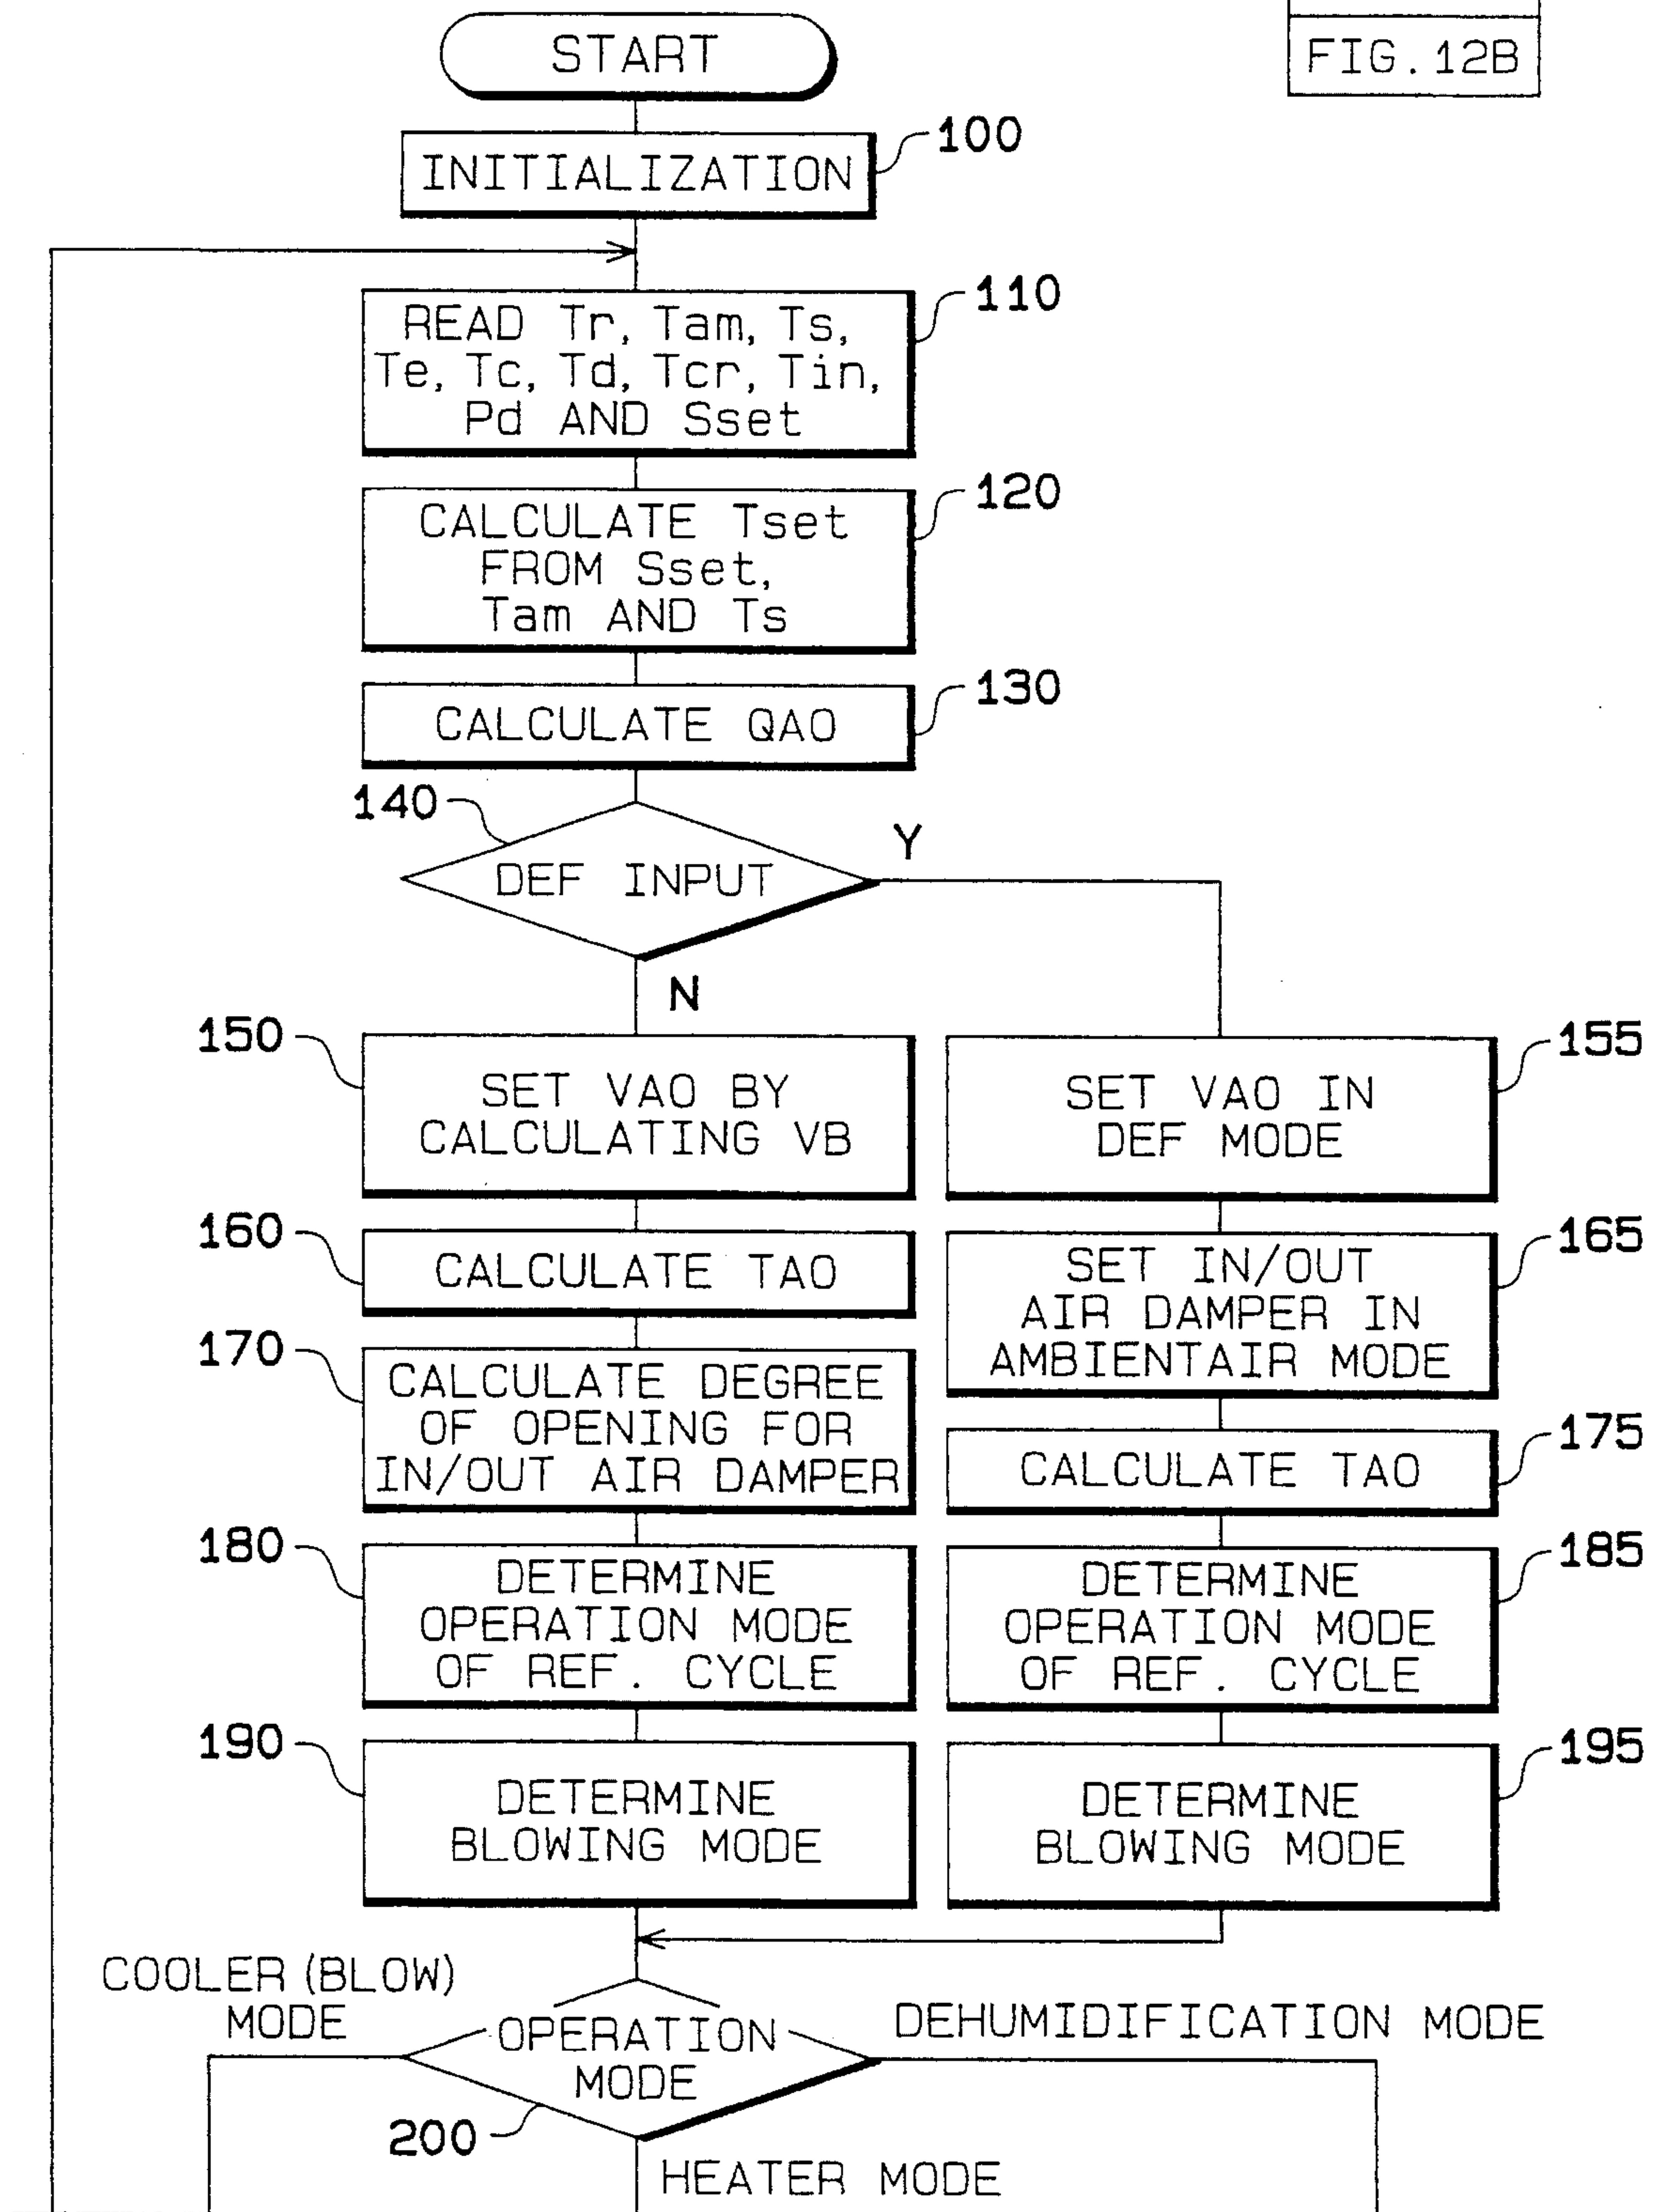 START
FIG.12B
INITIALIZATION
100
READ Tr, Tam, Ts,
Te, Tc, Td, Tcr, Tin,
Pd AND Sset
110
CALCULATE Tset
FROM Sset,
Tam AND Ts
120
CALCULATE QAO
130
140
DEF INPUT
Y
N
150
SET VAO BY
CALCULATING VB
SET VAO IN
DEF MODE
155
160
CALCULATE TAO
SET IN/OUT
AIR DAMPER IN
AMBIENTAIR MODE
165
170
CALCULATE DEGREE
OF OPENING FOR
IN/OUT AIR DAMPER
CALCULATE TAO
175
180
DETERMINE
OPERATION MODE
OF REF. CYCLE
DETERMINE
OPERATION MODE
OF REF. CYCLE
185
190
DETERMINE
BLOWING MODE
DETERMINE
BLOWING MODE
195
COOLER (BLOW)
MODE
OPERATION
MODE
DEHUMIDIFICATION MODE
200
HEATER MODE